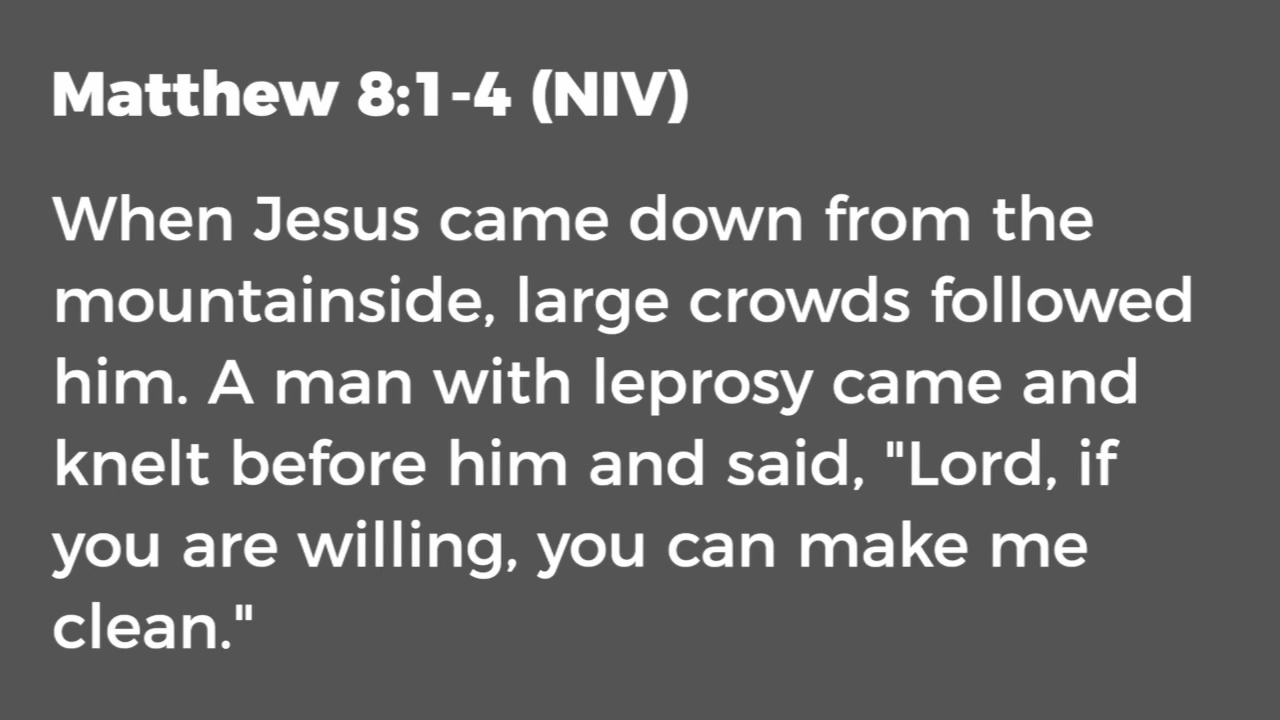 Matthew 8:1-4 (NIV)
When Jesus came down from the
mountainside, large crowds followed
him. A man with leprosy came and
knelt before him and said, "Lord, if
you are willing, you can make me
clean."